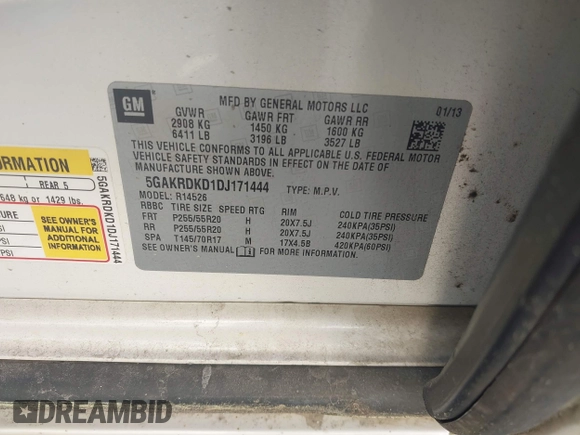 GM
MFD BY GENERAL MOTORS LLC
01/13
GVWR GAWR FRT GAWR RR
2908 KG 1450 KG 1600 KG
6411 LB 3196 LB 3527 LB
THIS VEHICLE CONFORMS TO ALL APPLICABLE U.S. FEDERAL MOTOR
VEHICLE SAFETY, BUMPER, AND THEFT PREVENTION
STANDARDS IN EFFECT ON THE DATE OF
MANUFACTURE SHOWN ABOVE.
5GAKRDKD1DJ171444 TYPE: M.P.V.
MODEL: R14526
RBBC TIRE SIZE SPEED RTG RIM COLD TIRE PRESSURE
FRT P255/55R20 H 20X7.5J 240KPA(35PSI)
RR P255/55R20 H 20X7.5J 240KPA(35PSI)
SPA T145/70R17 M 17X4.5B 420KPA(60PSI)
SEE OWNER'S MANUAL FOR MORE INFORMATION.
REAR 5
648 kg or 1429 lbs.
SEE OWNER'S
MANUAL FOR
ADDITIONAL
INFORMATION
5GAKRDKD1DJ171444
DREAMBID